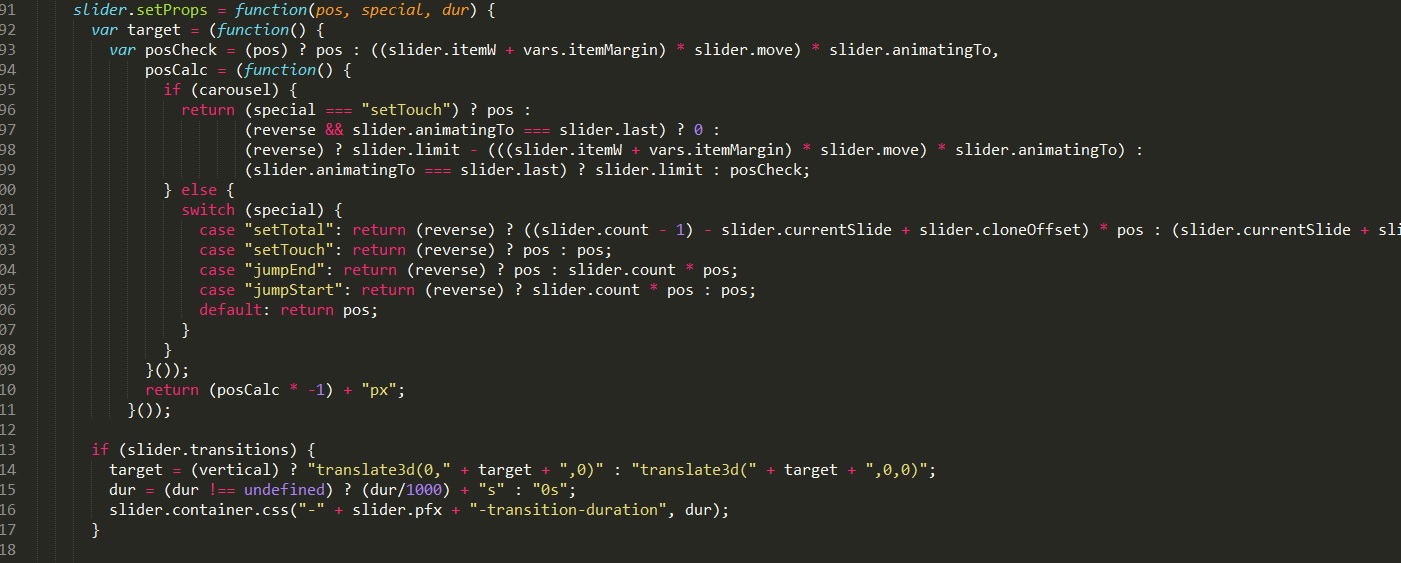 91 slider.setProps = function(pos, special, dur) {
92 var target = (function() {
93 var posCheck = (pos) ? pos : ((slider.itemW + vars.itemMargin) * slider.move) * slider.animatingTo,
94 posCalc = (function() {
95 if (carousel) {
96 return (special === "setTouch") ? pos :
97 (reverse && slider.animatingTo === slider.last) ? 0 :
98 (reverse) ? slider.limit - (((slider.itemW + vars.itemMargin) * slider.move) * slider.animatingTo) :
99 (slider.animatingTo === slider.last) ? slider.limit : posCheck;
00 } else {
01 switch (special) {
02 case "setTotal": return (reverse) ? ((slider.count - 1) - slider.currentSlide + slider.cloneOffset) * pos : (slider.currentSlide + sli
03 case "setTouch": return (reverse) ? pos : pos;
04 case "jumpEnd": return (reverse) ? pos : slider.count * pos;
05 case "jumpStart": return (reverse) ? slider.count * pos : pos;
06 default: return pos;
07 }
08 }
09 }());
10 return (posCalc * -1) + "px";
11 }());
12
13 if (slider.transitions) {
14 target = (vertical) ? "translate3d(0," + target + ",0)" : "translate3d(" + target + ",0,0)";
15 dur = (dur !== undefined) ? (dur/1000) + "s" : "0s";
16 slider.container.css("-" + slider.pfx + "-transition-duration", dur);
17 }
18